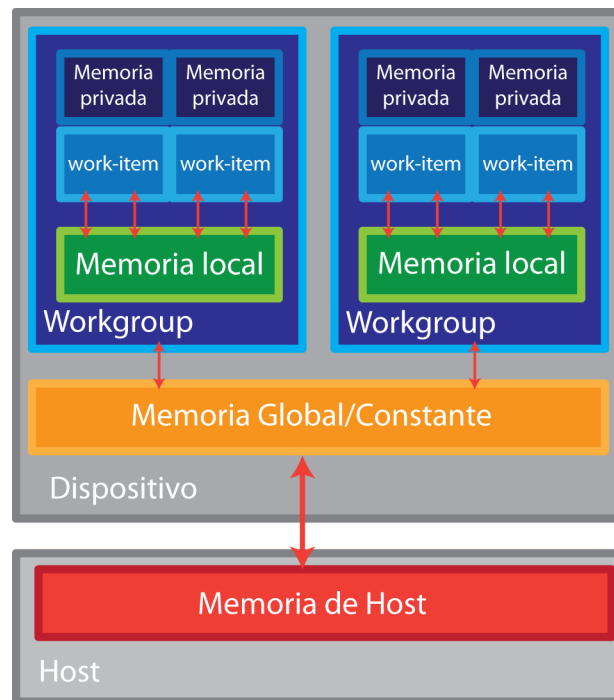 Memoria
privada
Memoria
privada
work-item
work-item
Memoria local
Workgroup
Memoria
privada
Memoria
privada
work-item
work-item
Memoria local
Workgroup
Memoria Global/Constante
Dispositivo
Memoria de Host
Host